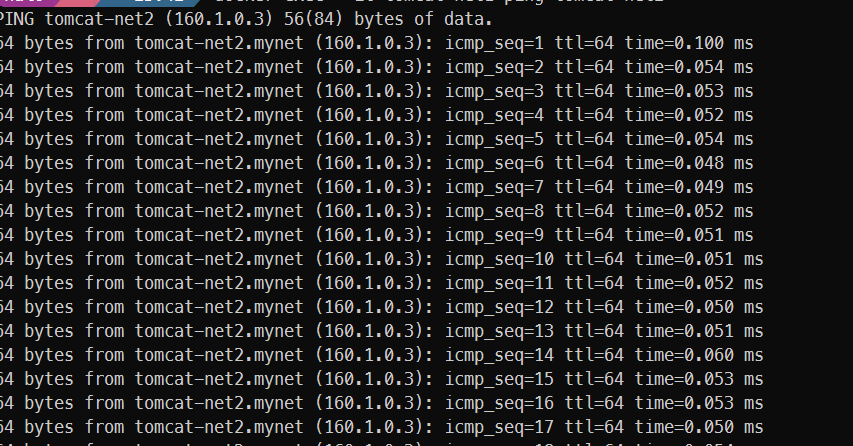 PING tomcat-net2 (160.1.0.3) 56(84) bytes of data.
64 bytes from tomcat-net2.mynet (160.1.0.3): icmp_seq=1 ttl=64 time=0.100 ms
64 bytes from tomcat-net2.mynet (160.1.0.3): icmp_seq=2 ttl=64 time=0.054 ms
64 bytes from tomcat-net2.mynet (160.1.0.3): icmp_seq=3 ttl=64 time=0.053 ms
64 bytes from tomcat-net2.mynet (160.1.0.3): icmp_seq=4 ttl=64 time=0.052 ms
64 bytes from tomcat-net2.mynet (160.1.0.3): icmp_seq=5 ttl=64 time=0.054 ms
64 bytes from tomcat-net2.mynet (160.1.0.3): icmp_seq=6 ttl=64 time=0.048 ms
64 bytes from tomcat-net2.mynet (160.1.0.3): icmp_seq=7 ttl=64 time=0.049 ms
64 bytes from tomcat-net2.mynet (160.1.0.3): icmp_seq=8 ttl=64 time=0.052 ms
64 bytes from tomcat-net2.mynet (160.1.0.3): icmp_seq=9 ttl=64 time=0.051 ms
64 bytes from tomcat-net2.mynet (160.1.0.3): icmp_seq=10 ttl=64 time=0.051 ms
64 bytes from tomcat-net2.mynet (160.1.0.3): icmp_seq=11 ttl=64 time=0.052 ms
64 bytes from tomcat-net2.mynet (160.1.0.3): icmp_seq=12 ttl=64 time=0.050 ms
64 bytes from tomcat-net2.mynet (160.1.0.3): icmp_seq=13 ttl=64 time=0.051 ms
64 bytes from tomcat-net2.mynet (160.1.0.3): icmp_seq=14 ttl=64 time=0.060 ms
64 bytes from tomcat-net2.mynet (160.1.0.3): icmp_seq=15 ttl=64 time=0.053 ms
64 bytes from tomcat-net2.mynet (160.1.0.3): icmp_seq=16 ttl=64 time=0.053 ms
64 bytes from tomcat-net2.mynet (160.1.0.3): icmp_seq=17 ttl=64 time=0.050 ms